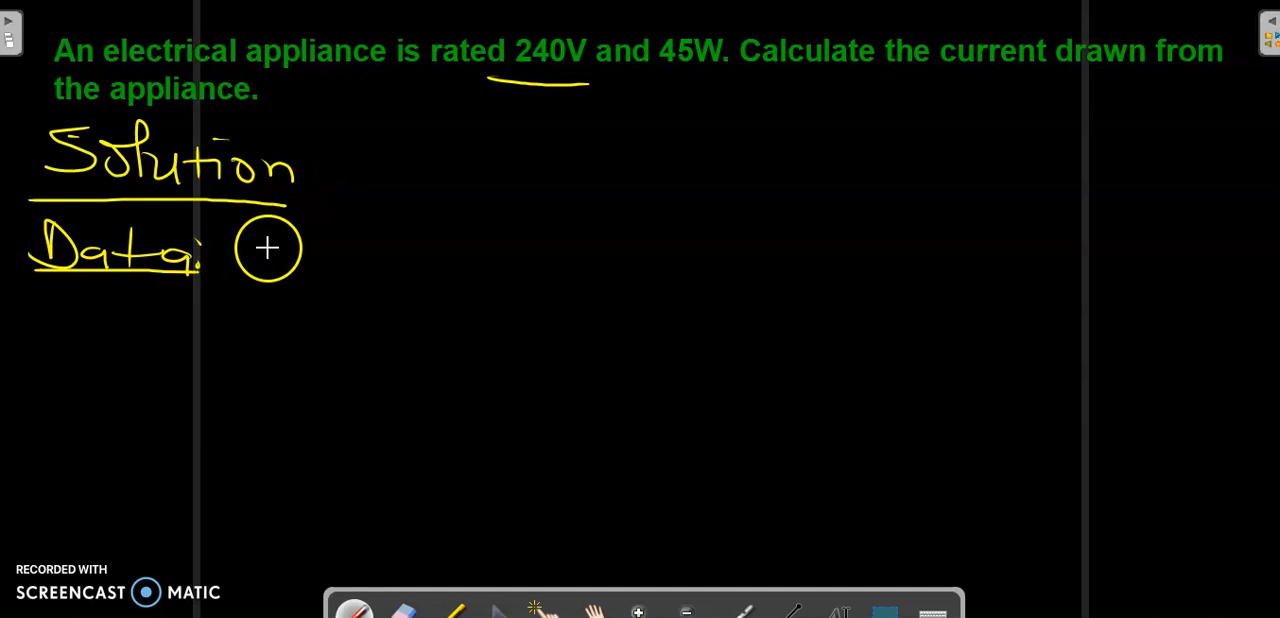 An electrical appliance is rated 240V and 45W. Calculate the current drawn from
the appliance.
Solution
Data:
RECORDED WITH
SCREENCAST MATIC